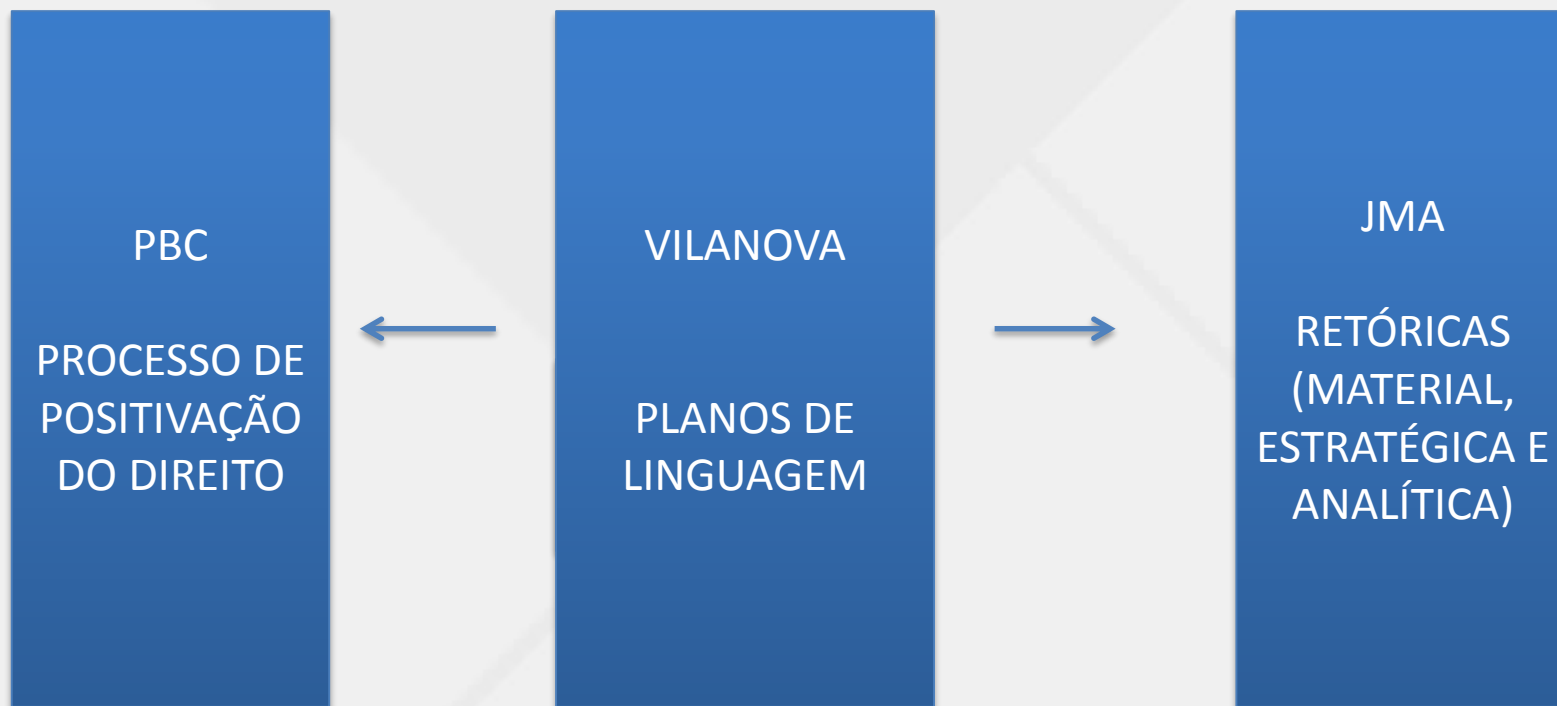 PBC
PROCESSO DE
POSITIVAÇÃO
DO DIREITO
VILANOVA
PLANOS DE
LINGUAGEM
JMA
RETÓRICAS
(MATERIAL,
ESTRATÉGICA E
ANALÍTICA)